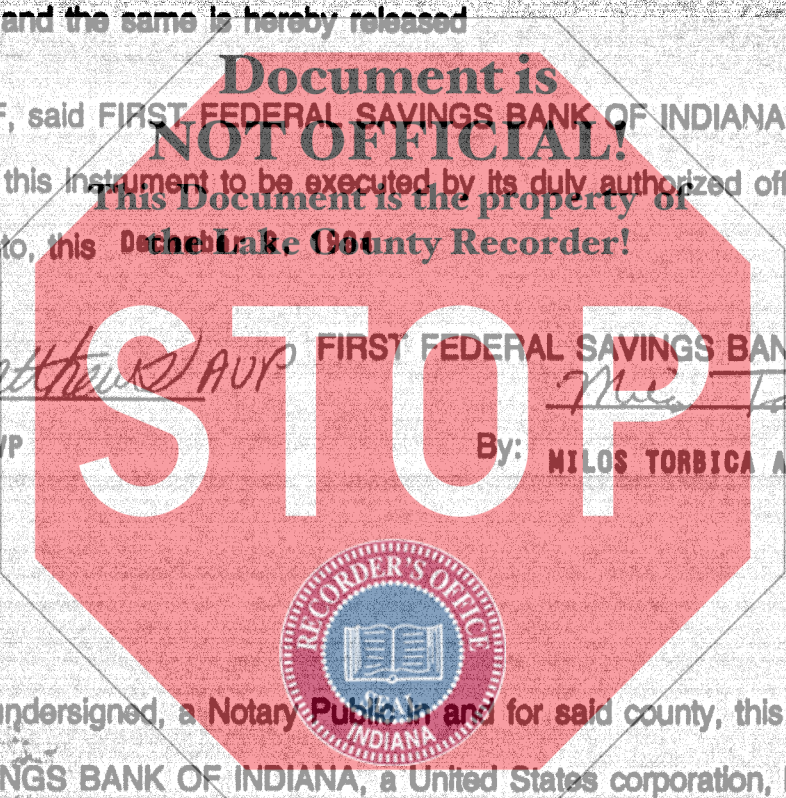 and the same is hereby released
Document is
F, said FIRST FEDERAL SAVINGS BANK OF INDIANA
NOT OFFICIAL!
this instrument to be executed by its duly authorized off
This Document is the property of
to, this December
the Lake County Recorder!
STOP
FIRST FEDERAL SAVINGS BAN
AVP
VP
By: MILOS TORBICA A
RECORDER'S OFFICE
INDIANA
undersigned, a Notary Public in and for said county, this
NGS BANK OF INDIANA, a United States corporation,